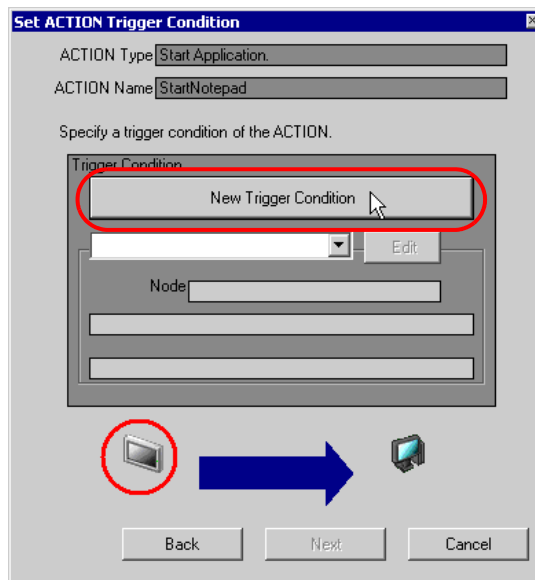 Set ACTION Trigger Condition
ACTION Type Start Application.
ACTION Name StartNotepad
Specify a trigger condition of the ACTION.
Trigger Condition
New Trigger Condition
Edit
Node
Back Next Cancel